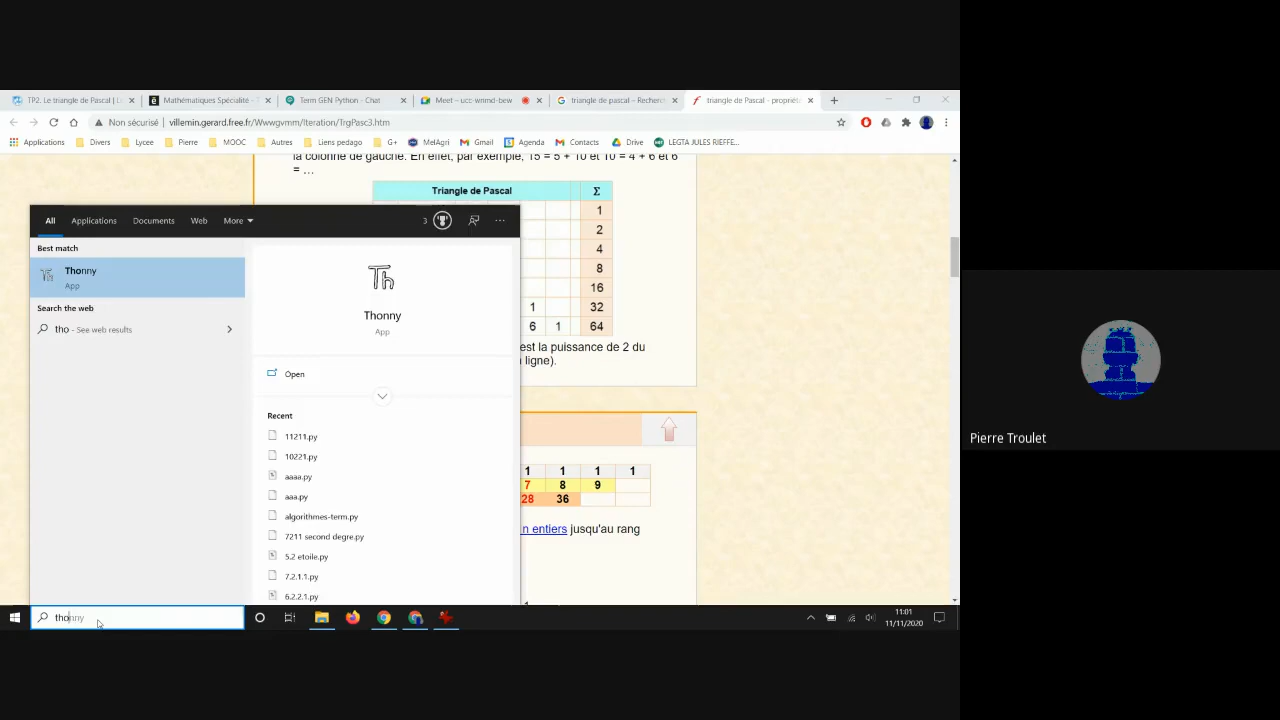 TP2. Le triangle de Pascal | L
Mathématiques Spécialité - T
Term GEN Python - Chat
Meet – ucc-wnmd-bew
triangle de pascal – Recherch
triangle de Pascal - propriété
Non sécurisé | villemin.gerard.free.fr/Wwwgvmm/Iteration/TrgPasc3.htm
Applications Divers Lycee Pierre MOOC Autres Liens pedago G+ MelAgri Gmail Agenda Contacts Drive LEGTA JULES RIEFFE...
la colonne de gauche. En effet, par exemple, 15 = 5 + 10 et 10 = 4 + 6 et 6
= …
Triangle de Pascal Σ
1
2
4
8
16
1 32
6 1 64
est la puissance de 2 du
ligne).
1 1 1 1
7 8 9
28 36
n entiers jusqu'au rang
All Applications Documents Web More 3 ...
Best match
Thonny
App
Search the web
tho - See web results
Th
Thonny
App
Open
Recent
11211.py
10221.py
aaaa.py
aaa.py
algorithmes-term.py
7211 second degre.py
5.2 etoile.py
7.2.1.1.py
6.2.2.1.py
thonny
11:01
11/11/2020
Pierre Troulet